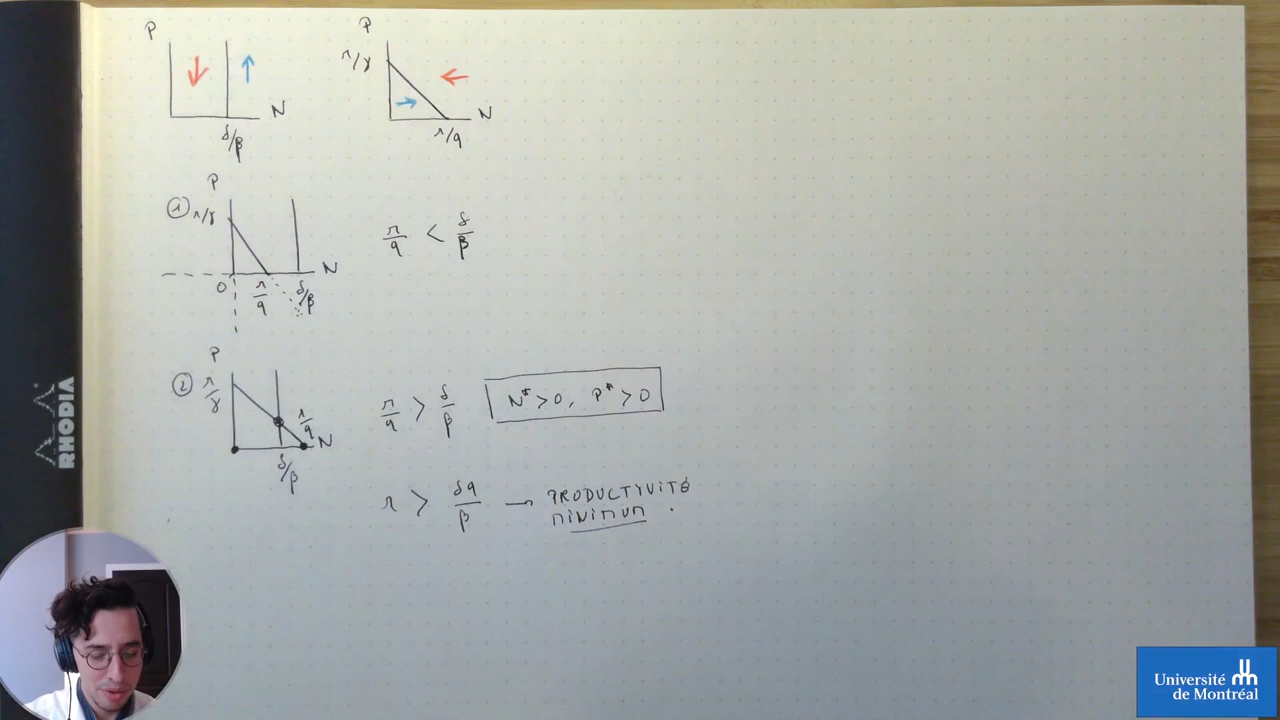 P
P
r/γ
N
N
δ/β
r/q
P
① r/γ
r/q < δ/β
N
0
r/q
δ/β
P
② r/γ
r/q > δ/β
N* > 0, P* > 0
r/q
N
δ/β
r > δq/β → PRODUCTIVITÉ
MINIMUM.
RHODIA
Université
de Montréal